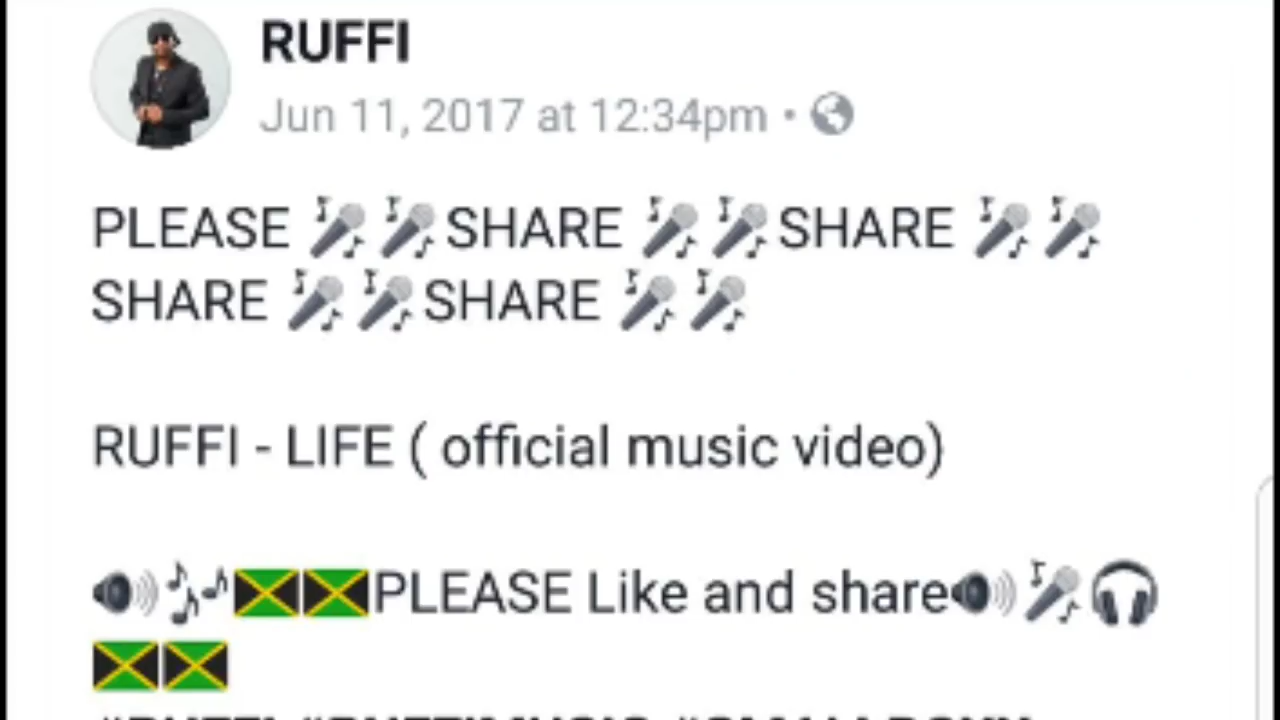 RUFFI
Jun 11, 2017 at 12:34pm •
PLEASE 🎤🎤SHARE 🎤🎤SHARE 🎤🎤
SHARE 🎤🎤SHARE 🎤🎤
RUFFI - LIFE ( official music video)
🔊🎶🇯🇲🇯🇲PLEASE Like and share🔊🎤🎧
🇯🇲🇯🇲